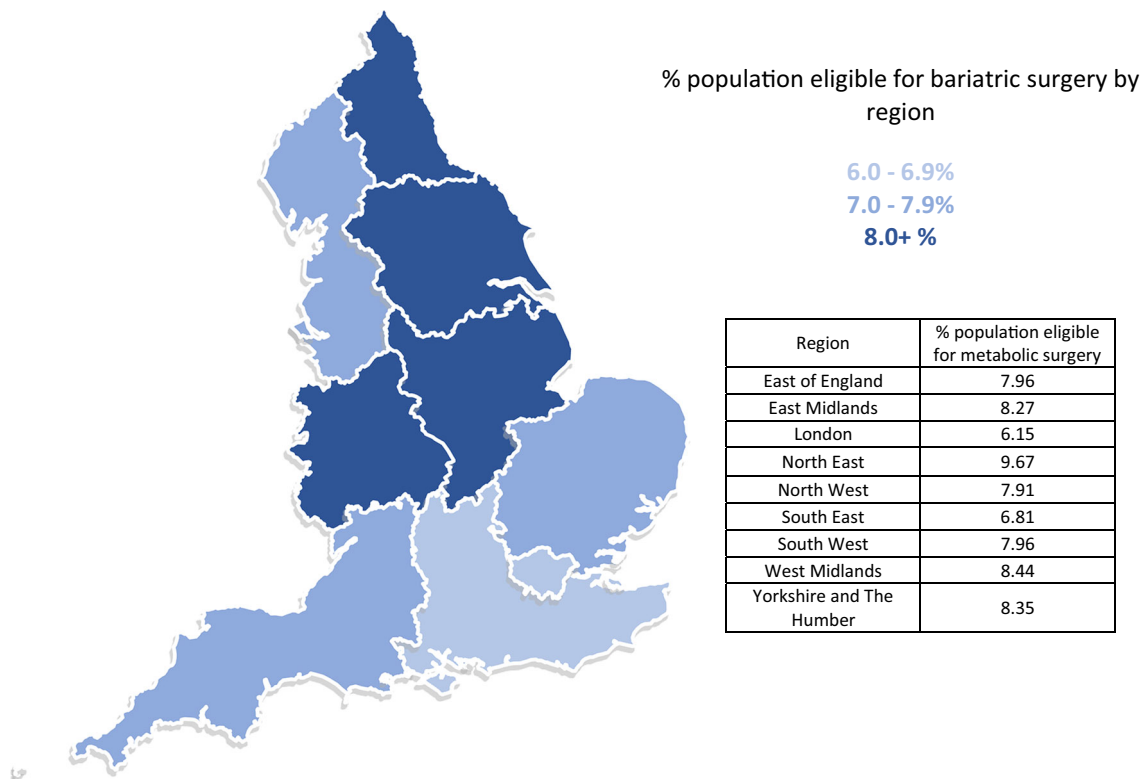 % population eligible for bariatric surgery by
region
6.0 - 6.9%
7.0 - 7.9%
8.0+ %
Region % population eligible
for metabolic surgery
East of England 7.96
East Midlands 8.27
London 6.15
North East 9.67
North West 7.91
South East 6.81
South West 7.96
West Midlands 8.44
Yorkshire and The
Humber 8.35